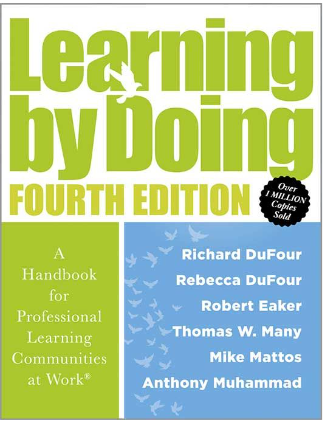 Learning
by Doing
FOURTH EDITION
Over
1 MILLION
Copies
Sold
A
Handbook
for
Professional
Learning
Communities
at Work®
Richard DuFour
Rebecca DuFour
Robert Eaker
Thomas W. Many
Mike Mattos
Anthony Muhammad